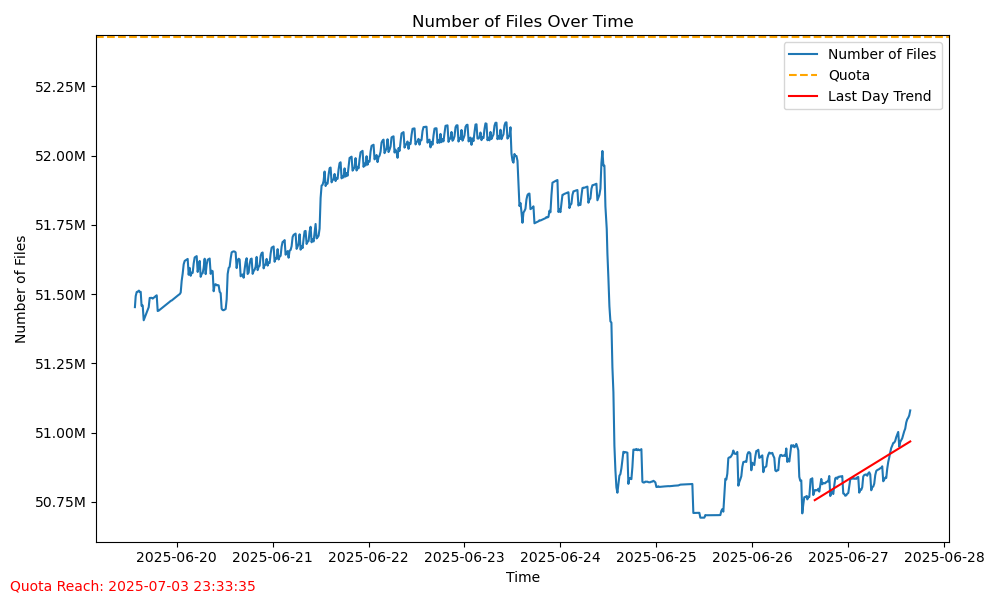 Number of Files Over Time
Number of Files
Quota
Last Day Trend
52.25M
52.00M
51.75M
51.50M
51.25M
51.00M
50.75M
Number of Files
2025-06-20
2025-06-21
2025-06-22
2025-06-23
2025-06-24
2025-06-25
2025-06-26
2025-06-27
2025-06-28
Time
Quota Reach: 2025-07-03 23:33:35